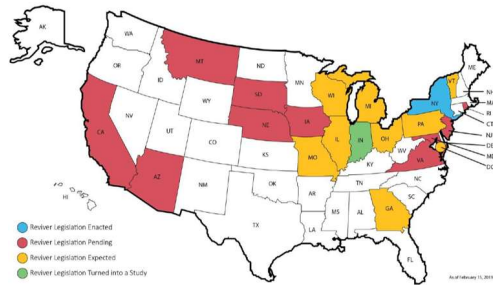 AK
WA
MT
ND
MN
ME
OR
ID
SD
WI
MI
VT
NH
WY
NY
MA
RI
CT
NV
UT
CO
NE
IA
IL
IN
OH
PA
NJ
DE
CA
KS
MO
KY
WV
VA
DC
AZ
NM
OK
AR
TN
NC
SC
HI
TX
LA
MS
AL
GA
FL
Reviver Legislation Enacted
Reviver Legislation Pending
Reviver Legislation Expected
Reviver Legislation Turned into a Study